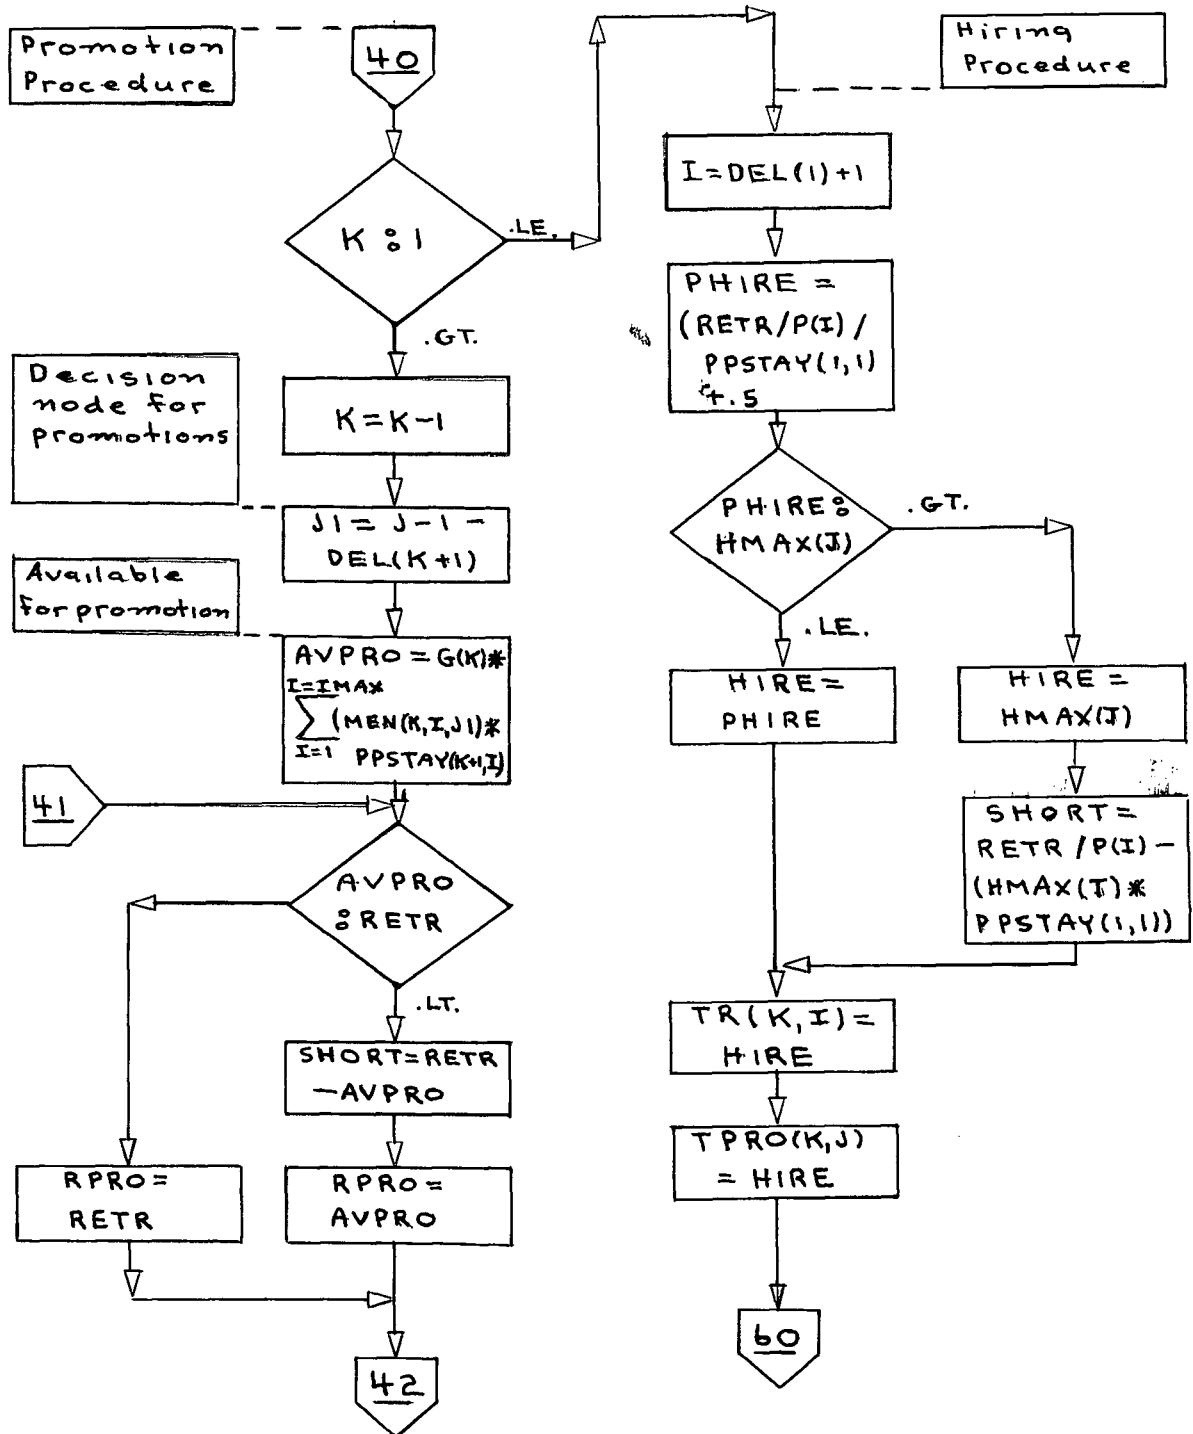 Promotion
Procedure
40
K : 1
.LE.
.GT.
Decision
node for
promotions
K = K - 1
J1 = J - 1 -
DEL(K+1)
Available
for promotion
AVPRO = G(K)*
I=IMAX
∑(MEN(K,I,J1)*
I=1 PPSTAY(K+1,I)
41
AVPRO
:RETR
.LT.
SHORT=RETR
-AVPRO
RPRO=
RETR
RPRO=
AVPRO
42
Hiring
Procedure
I=DEL(1)+1
PHIRE =
(RETR/P(I)/
PPSTAY(1,1)
+.5
PHIRE:
HMAX(J)
.GT.
.LE.
HIRE=
PHIRE
HIRE =
HMAX(J)
SHORT=
RETR/P(I)-
(HMAX(J)*
PPSTAY(1,1))
TR(K,I)=
HIRE
TPRO(K,J)
= HIRE
60